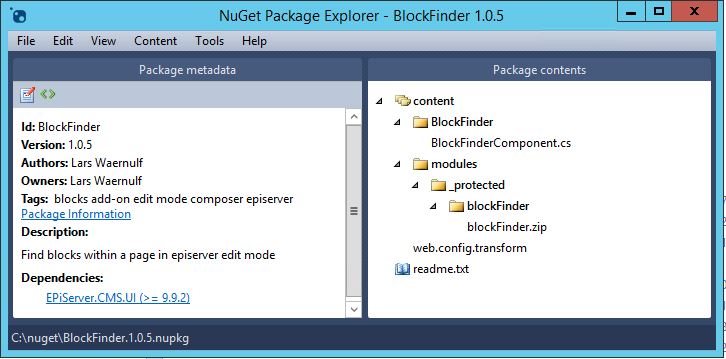 NuGet Package Explorer - BlockFinder 1.0.5
File Edit View Content Tools Help
Package metadata
Id: BlockFinder
Version: 1.0.5
Authors: Lars Waernulf
Owners: Lars Waernulf
Tags: blocks add-on edit mode composer episerver
Package Information
Description:
Find blocks within a page in episerver edit mode
Dependencies:
EPiServer.CMS.UI (>= 9.9.2)
Package contents
content
BlockFinder
BlockFinderComponent.cs
modules
_protected
blockFinder
blockFinder.zip
web.config.transform
readme.txt
C:\nuget\BlockFinder.1.0.5.nupkg